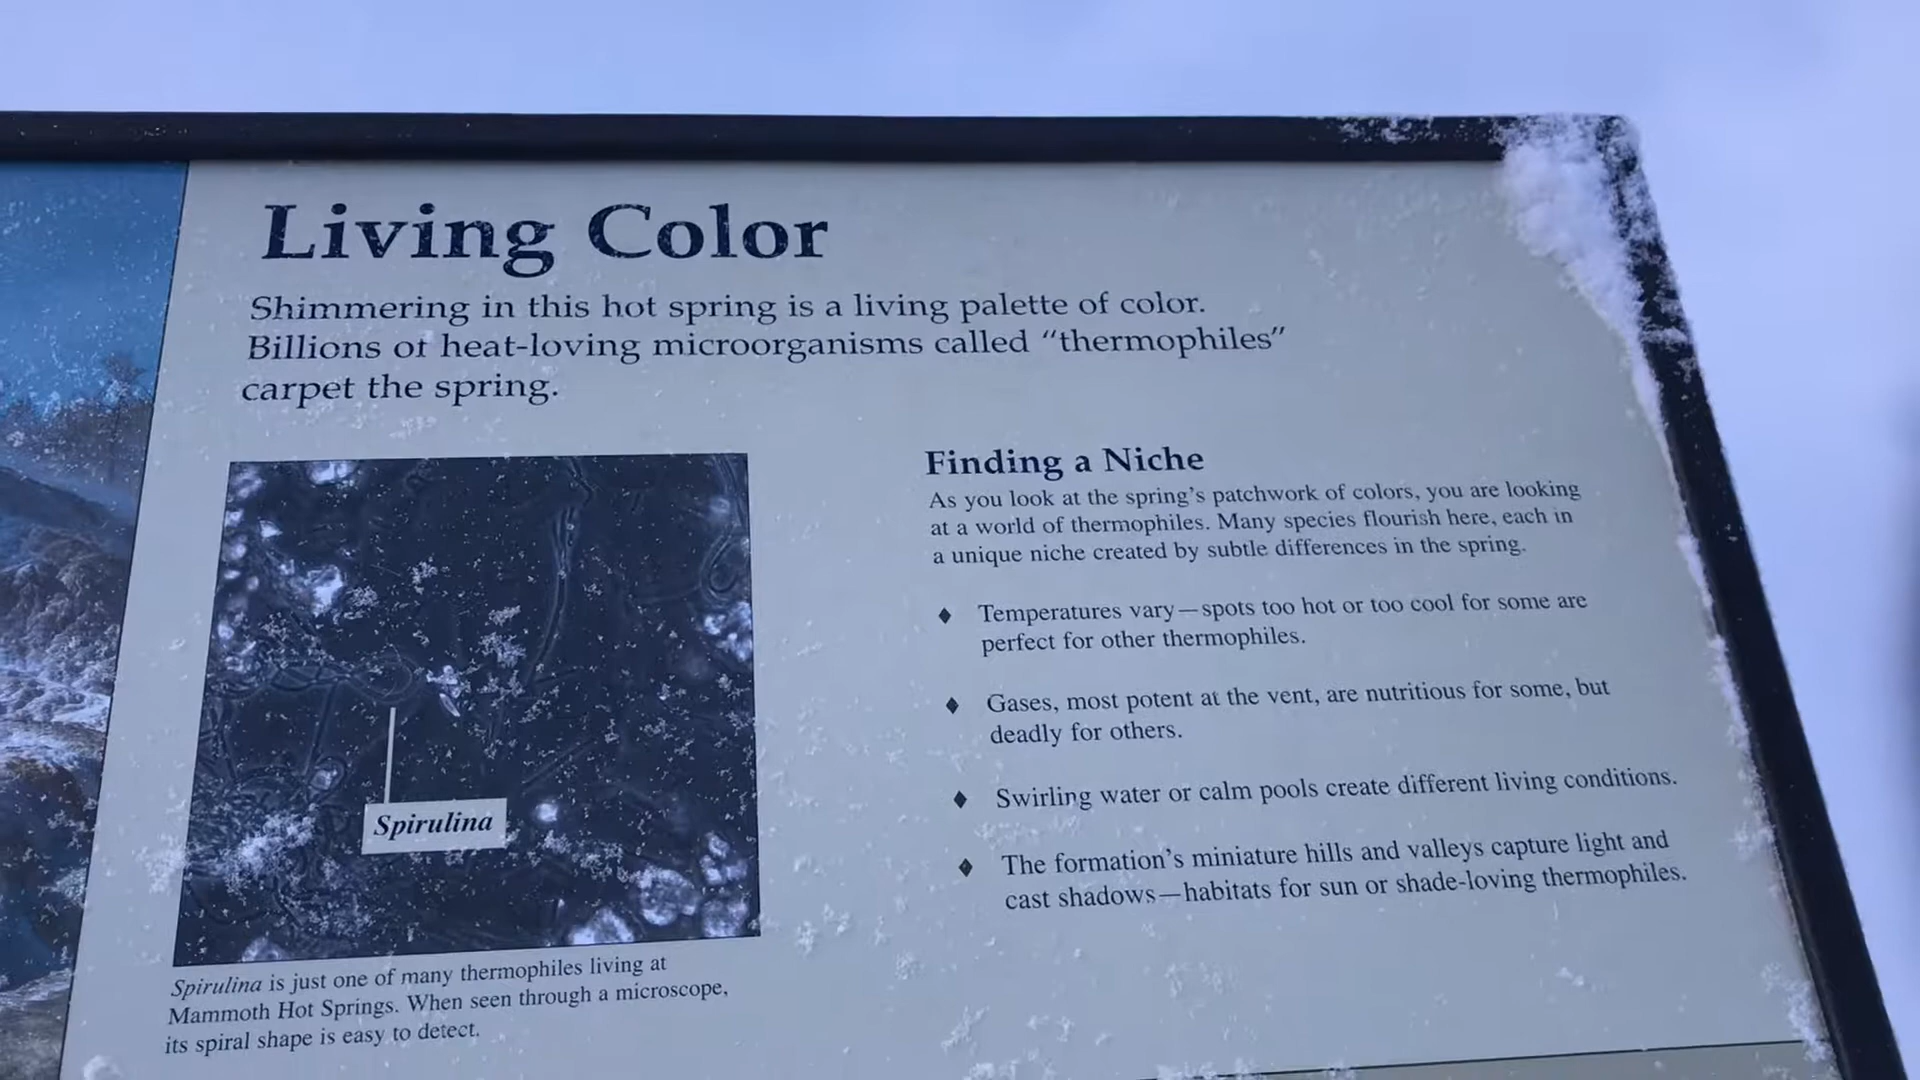 Living Color
Shimmering in this hot spring is a living palette of color.
Billions of heat-loving microorganisms called “thermophiles”
carpet the spring.
Spirulina
Spirulina is just one of many thermophiles living at
Mammoth Hot Springs. When seen through a microscope,
its spiral shape is easy to detect.
Finding a Niche
As you look at the spring’s patchwork of colors, you are looking
at a world of thermophiles. Many species flourish here, each in
a unique niche created by subtle differences in the spring.
♦ Temperatures vary—spots too hot or too cool for some are
perfect for other thermophiles.
♦ Gases, most potent at the vent, are nutritious for some, but
deadly for others.
♦ Swirling water or calm pools create different living conditions.
♦ The formation’s miniature hills and valleys capture light and
cast shadows—habitats for sun or shade-loving thermophiles.